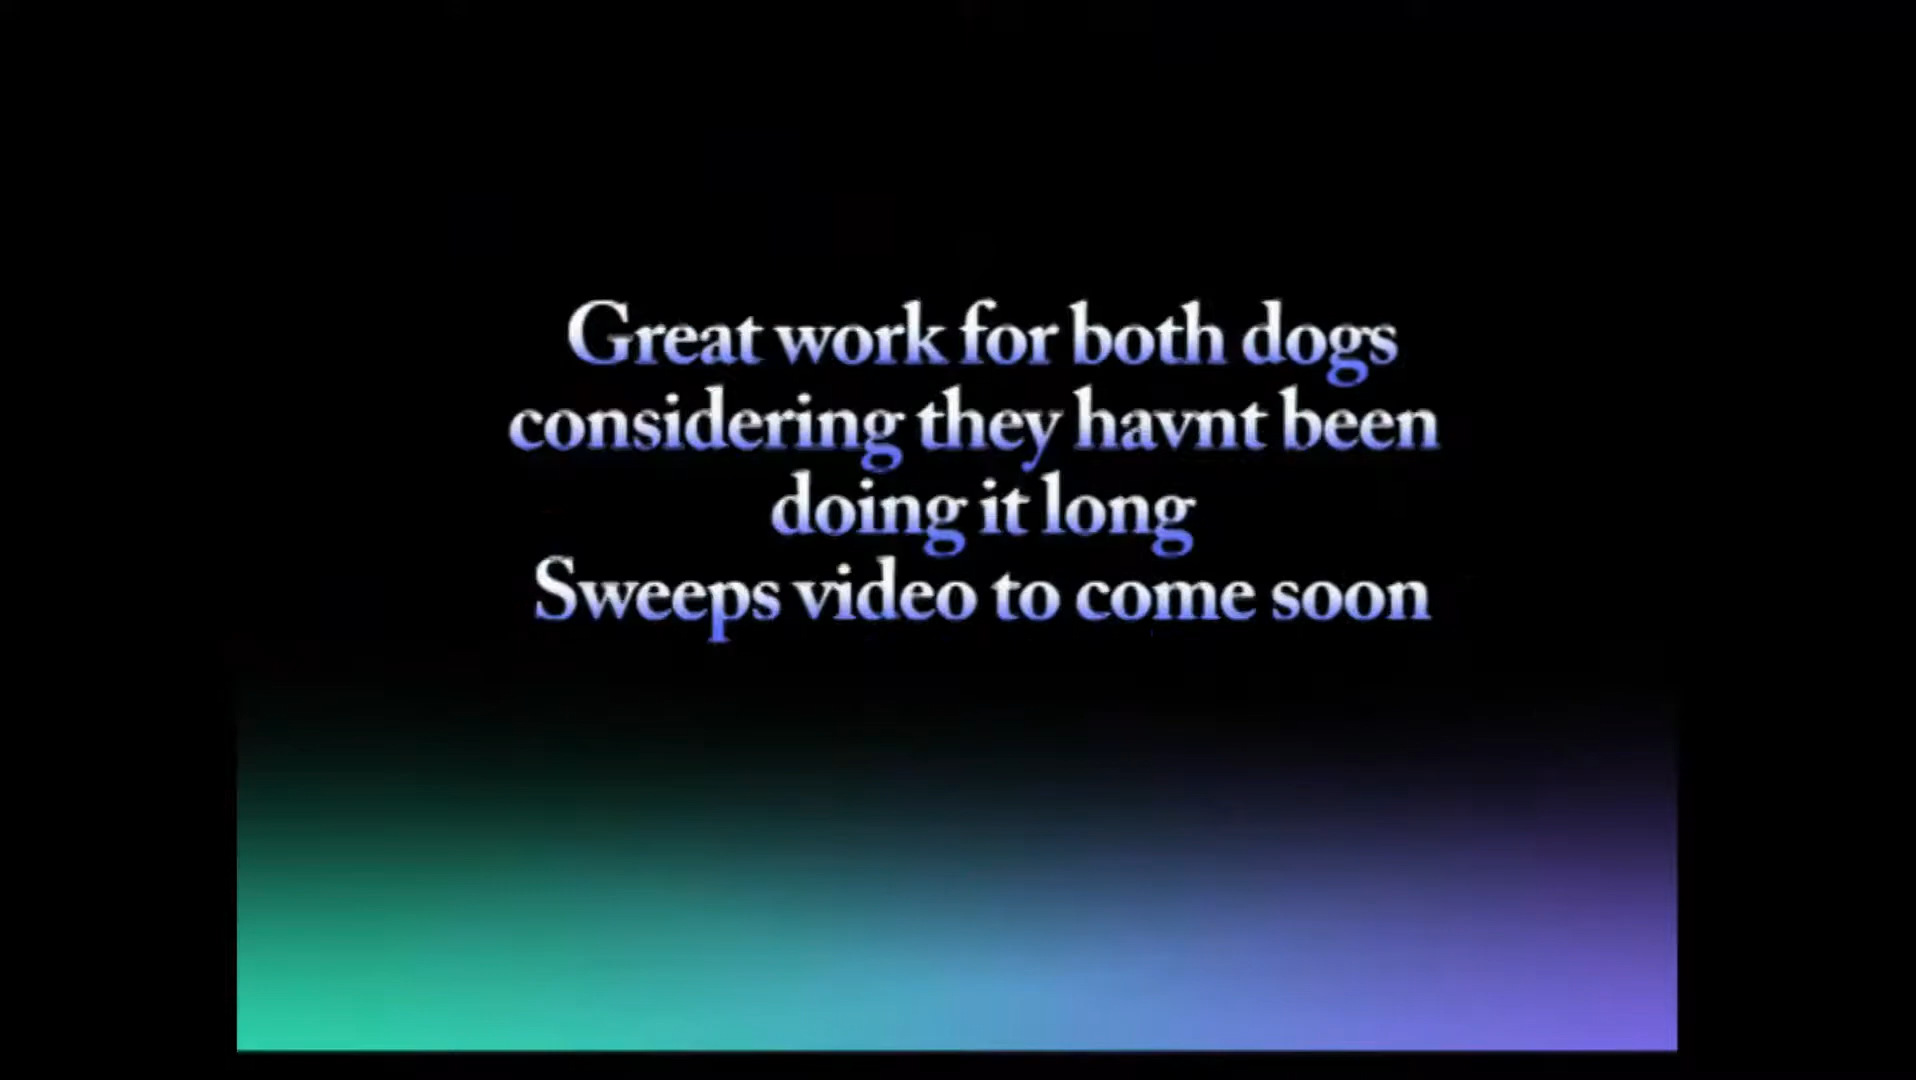 Great work for both dogs
considering they havnt been
doing it long
Sweeps video to come soon